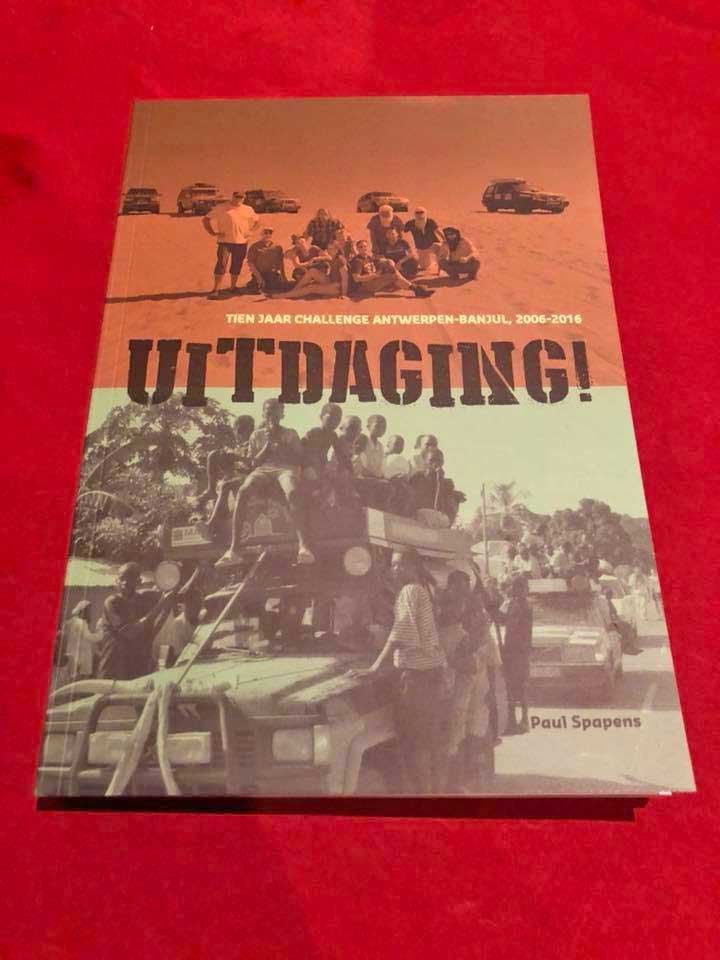 TIEN JAAR CHALLENGE ANTWERPEN-BANJUL, 2006-2016
UITDAGING!
Paul Spapens